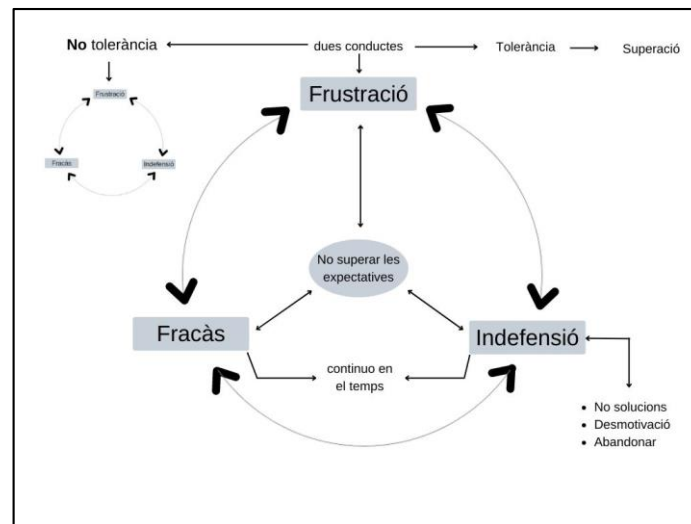 No tolerància
dues conductes
Tolerància
Superació
Frustració
Fracàs
Indefensió
Frustració
No superar les
expectatives
Fracàs
Indefensió
continuo en
el temps
No solucions
Desmotivació
Abandonar